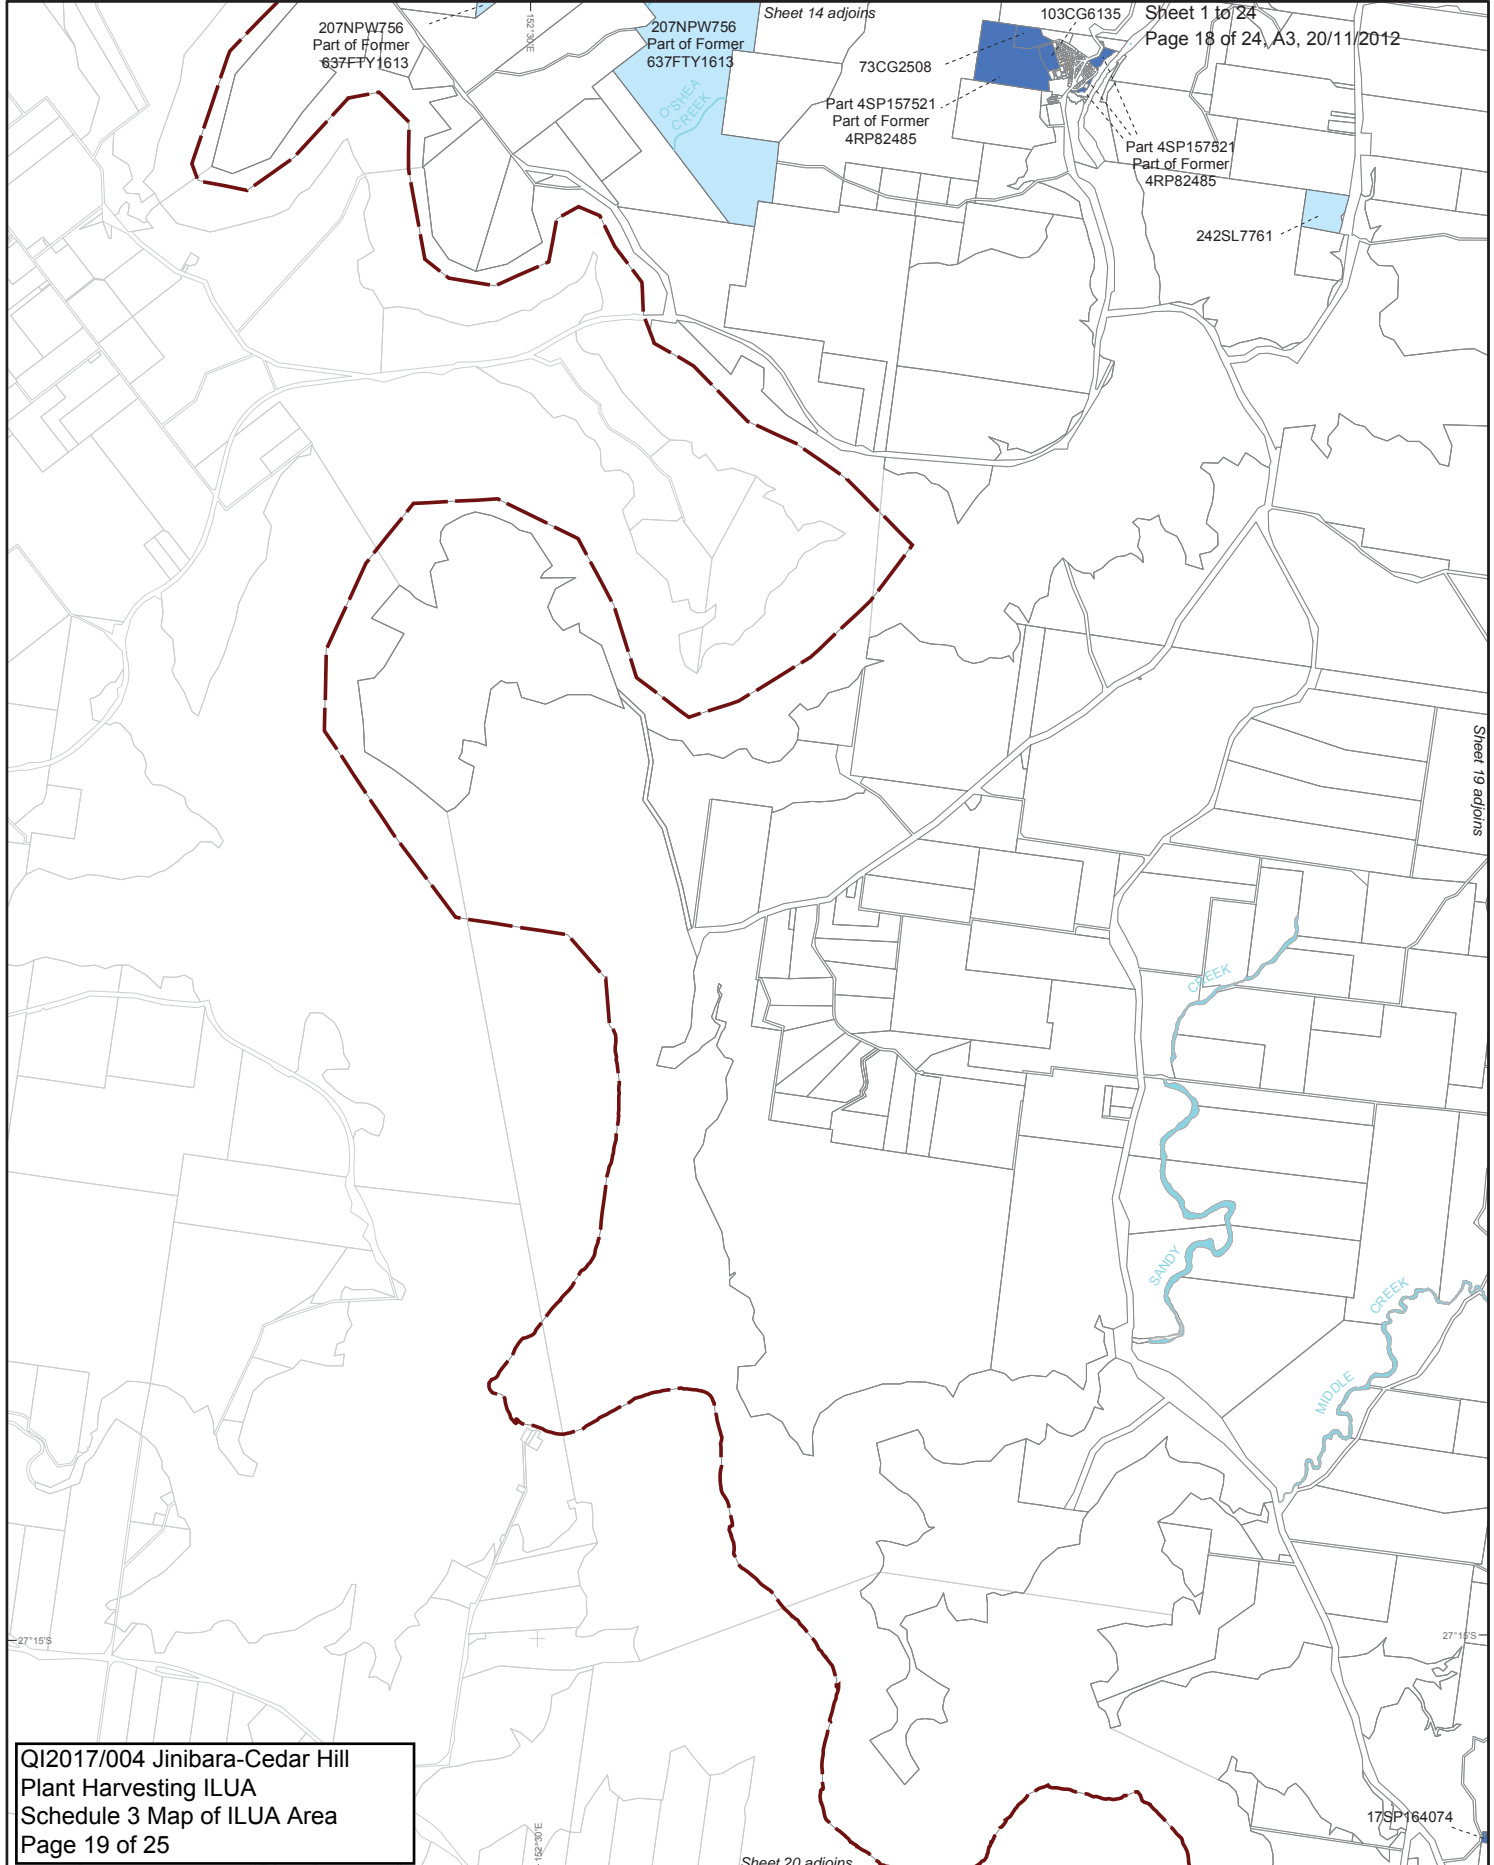 Sheet 14 adjoins
Sheet 1 to 24
Page 18 of 24, A3, 20/11/2012
207NPW756
Part of Former
637FTY1613
152°30'E
207NPW756
Part of Former
637FTY1613
O'SHEA
CREEK
103CG6135
73CG2508
Part 4SP157521
Part of Former
4RP82485
Part 4SP157521
Part of Former
4RP82485
242SL7761
Sheet 19 adjoins
CREEK
SANDY
CREEK
MIDDLE
27°15'S
27°15'S
17SP164074
152°30'E
Sheet 20 adjoins
QI2017/004 Jinibara-Cedar Hill
Plant Harvesting ILUA
Schedule 3 Map of ILUA Area
Page 19 of 25